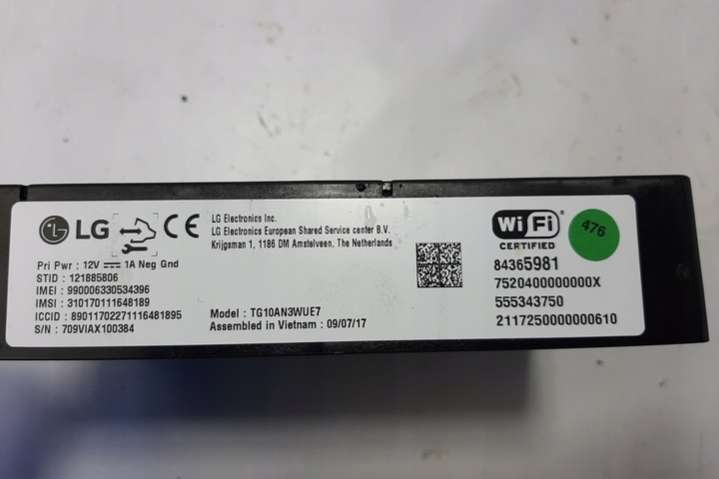 LG
CE
LG Electronics Inc.
LG Electronics European Shared Service center B.V.
Krijgsman 1, 1186 DM Amstelveen, The Netherlands
Pri Pwr : 12V 1A Neg Gnd
STID : 121885806
IMEI : 990006330534396
IMSI : 310170111648189
ICCID : 89011702271116481895
S/N : 709VIAX100384
Model : TG10AN3WUE7
Assembled in Vietnam : 09/07/17
Wi Fi
CERTIFIED
476
84365981
7520400000000X
555343750
2117250000000610